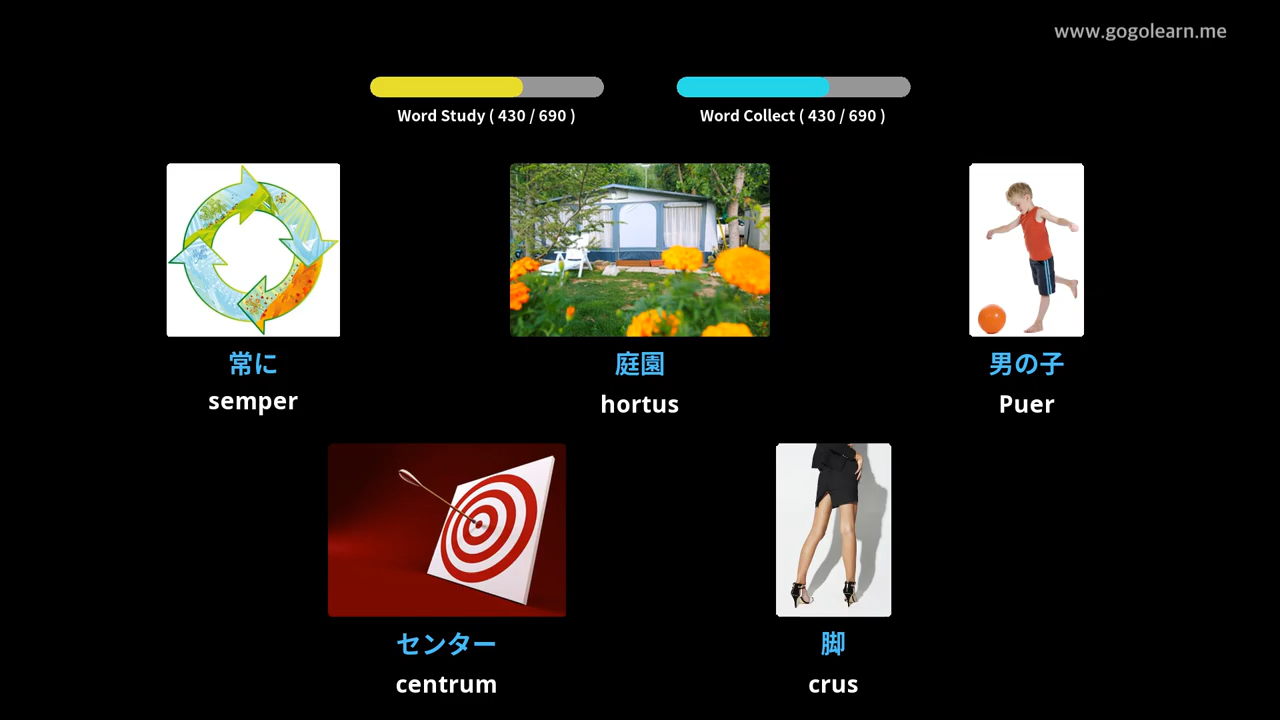 www.gogolearn.me
Word Study ( 430 / 690 )
Word Collect ( 430 / 690 )
常に
semper
庭園
hortus
男の子
Puer
センター
centrum
脚
crus